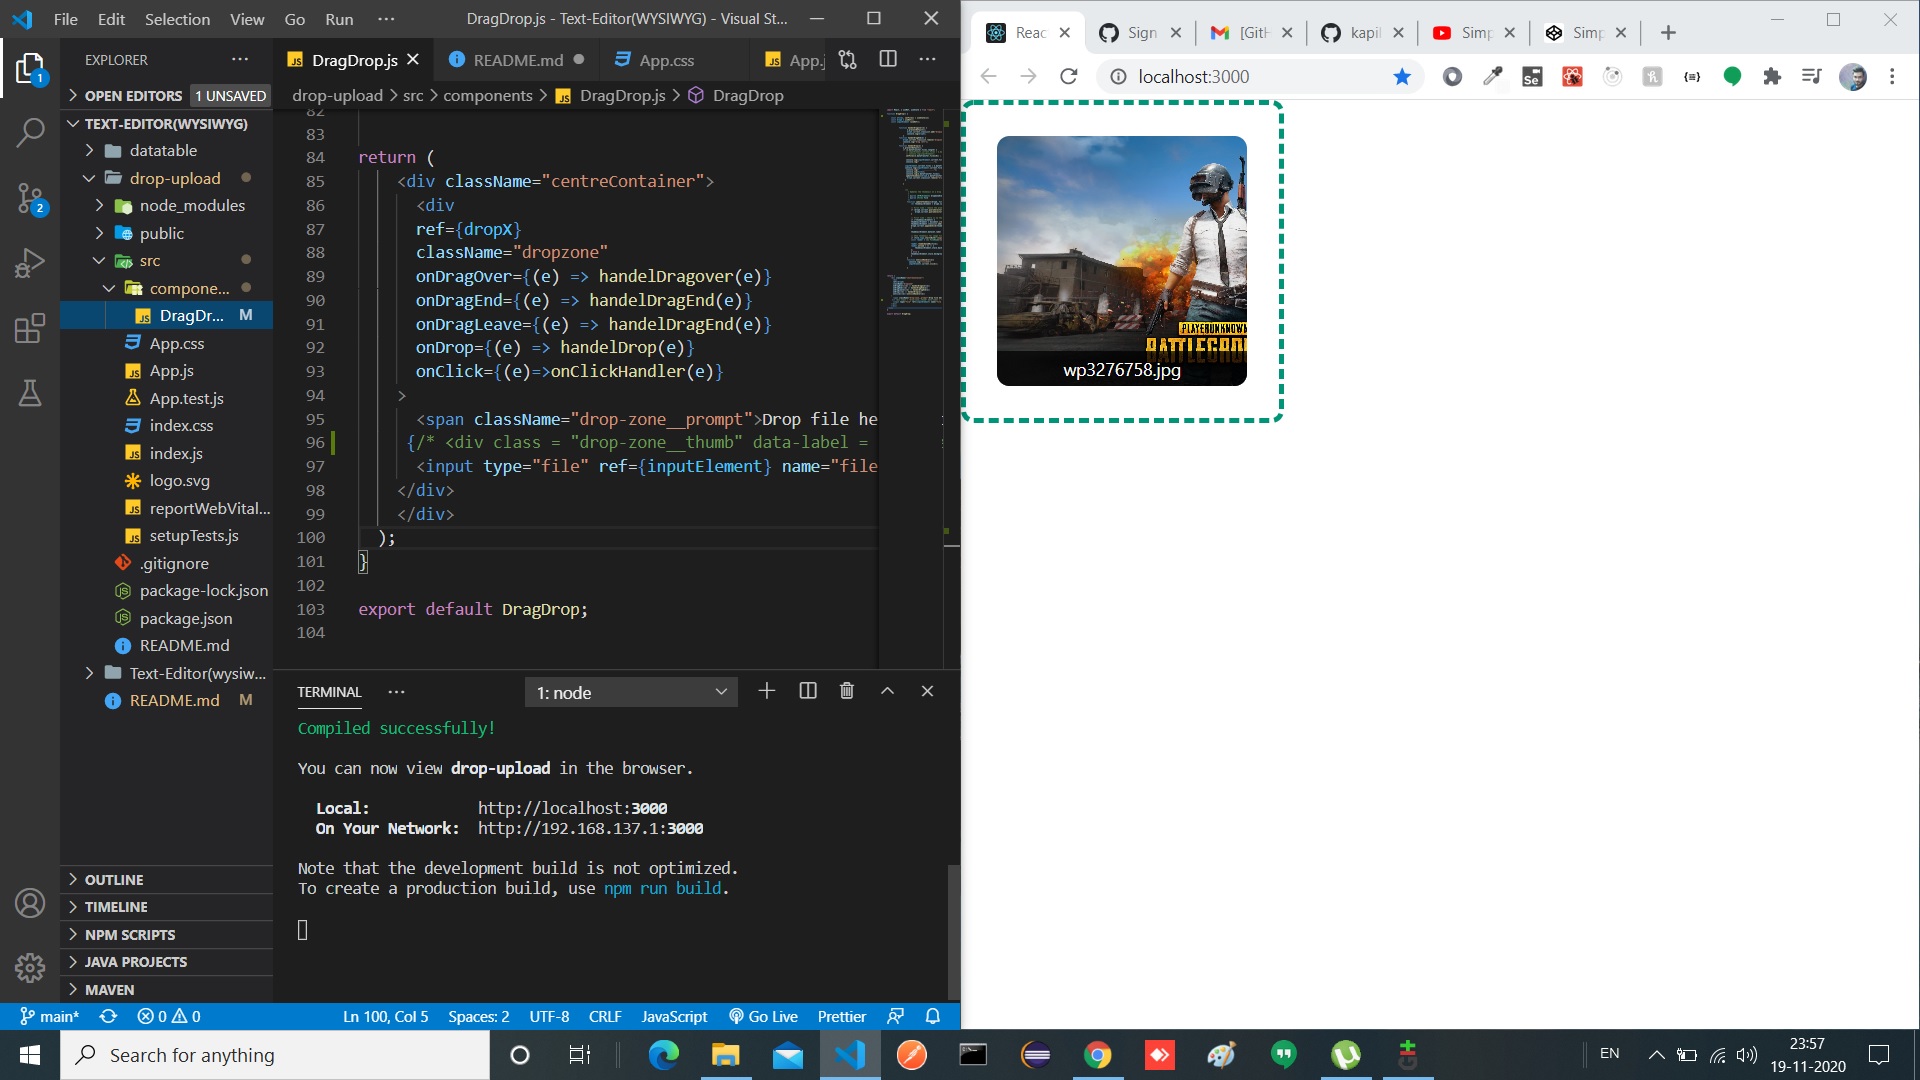 File Edit Selection View Go Run ··· DragDrop.js - Text-Editor(WYSIWYG) - Visual St...
EXPLORER
OPEN EDITORS 1 UNSAVED
TEXT-EDITOR(WYSIWYG)
datatable
drop-upload
node_modules
public
src
compone...
DragDr... M
App.css
App.js
App.test.js
index.css
index.js
logo.svg
reportWebVital...
setupTests.js
.gitignore
package-lock.json
package.json
README.md
Text-Editor(wysiw...
README.md M
OUTLINE
TIMELINE
NPM SCRIPTS
JAVA PROJECTS
MAVEN
DragDrop.js README.md App.css App.j
drop-upload > src > components > DragDrop.js > DragDrop
82
83
84 return (
85 <div className="centreContainer">
86 <div
87 ref={dropX}
88 className="dropzone"
89 onDragOver={(e) => handelDragover(e)}
90 onDragEnd={(e) => handelDragEnd(e)}
91 onDragLeave={(e) => handelDragEnd(e)}
92 onDrop={(e) => handelDrop(e)}
93 onClick={(e)=>onClickHandler(e)}
94 >
95 <span className="drop-zone__prompt">Drop file he
96 {/* <div class = "drop-zone__thumb" data-label =
97 <input type="file" ref={inputElement} name="file
98 </div>
99 </div>
100 );
101 }
102
103 export default DragDrop;
104
TERMINAL ··· 1: node
Compiled successfully!
You can now view drop-upload in the browser.
Local: http://localhost:3000
On Your Network: http://192.168.137.1:3000
Note that the development build is not optimized.
To create a production build, use npm run build.
main* 0 0 Ln 100, Col 5 Spaces: 2 UTF-8 CRLF JavaScript Go Live Prettier
Reac Sign [GitH kapil Simp Simp
localhost:3000
PLAYERUNKNOWN
BATTLEGROU
wp3276758.jpg
Search for anything
EN
23:57
19-11-2020